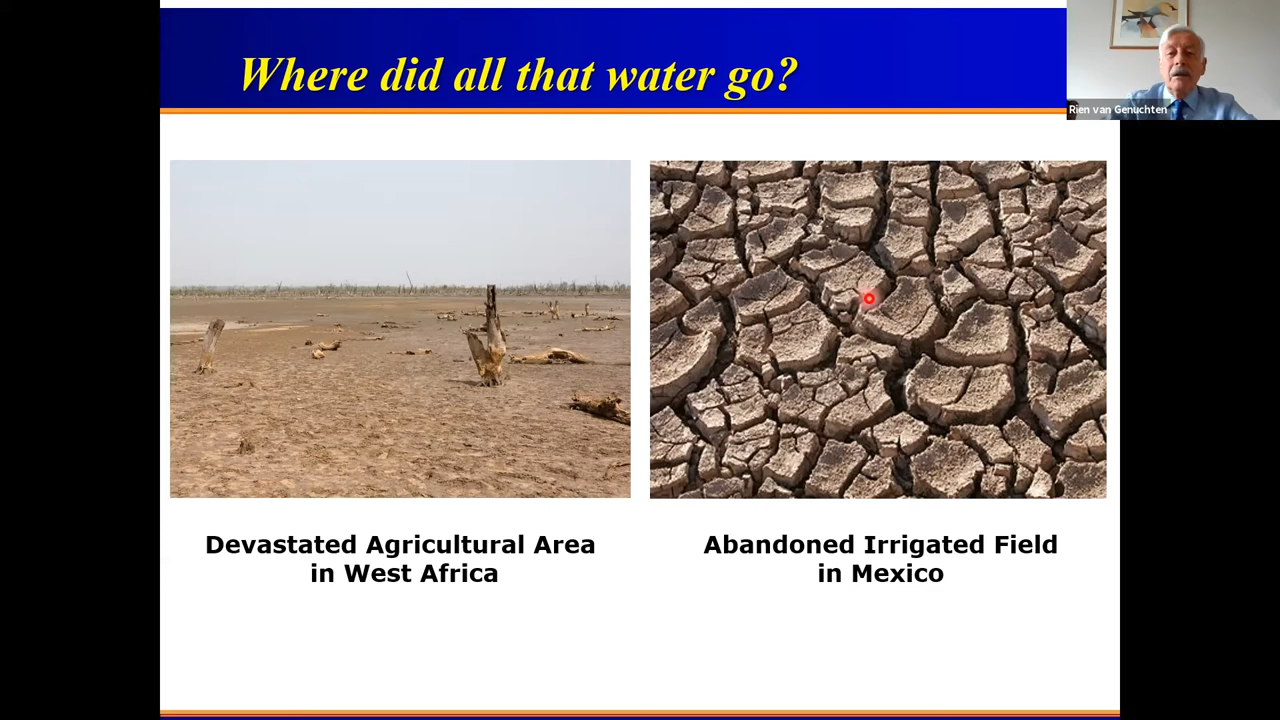 Where did all that water go?
Rien van Genuchten
Devastated Agricultural Area
in West Africa
Abandoned Irrigated Field
in Mexico